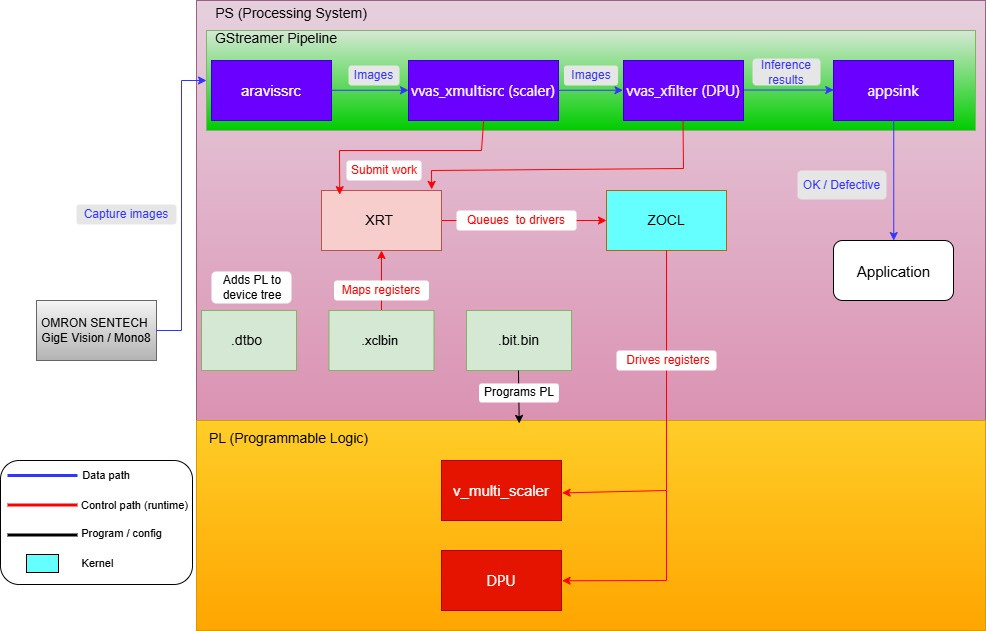 PS (Processing System)
GStreamer Pipeline
aravissrc
Images
vvas_xmultisrc (scaler)
Images
vvas_xfilter (DPU)
Inference
results
appsink
Submit work
OK / Defective
Capture images
XRT
Queues  to drivers
ZOCL
Application
Adds PL to
device tree
Maps registers
OMRON SENTECH
GigE Vision / Mono8
.dtbo
.xclbin
.bit.bin
Drives registers
Programs PL
PL (Programmable Logic)
v_multi_scaler
DPU
Data path
Control path (runtime)
Program / config
Kernel